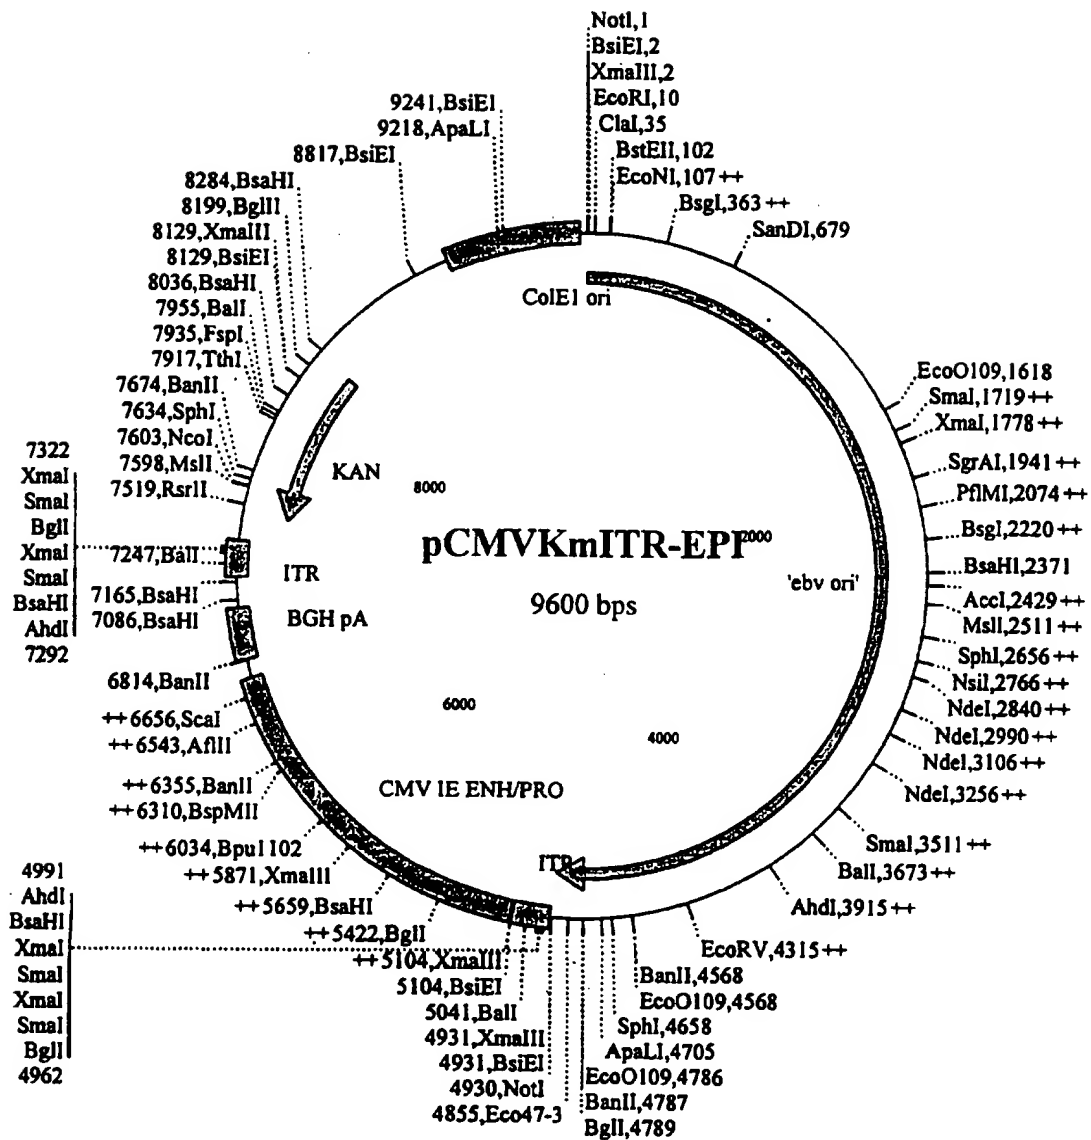 NotI,1
BsiEI,2
XmaIII,2
EcoRI,10
ClaI,35
BstEII,102
EcoNI,107 ++
BsgI,363 ++
SanDI,679
9241,BsiEI
9218,ApaLI
8817,BsiEI
8284,BsaHI
8199,BglII
8129,XmaIII
8129,BsiEI
8036,BsaHI
7955,BalI
7935,FspI
7917,TthI
7674,BanII
7634,SphI
7603,NcoI
7598,MslI
7519,RsrII
7322
XmaI
SmaI
BglI
XmaI
SmaI
BsaHI
AhdI
7292
7247,BalI
7165,BsaHI
7086,BsaHI
6814,BanII
++ 6656,ScaI
++ 6543,AflII
++ 6355,BanII
++ 6310,BspMII
++ 6034,Bpu1102
++ 5871,XmaIII
++ 5659,BsaHI
++ 5422,BglI
++ 5104,XmaIII
5104,BsiEI
5041,BalI
4931,XmaIII
4931,BsiEI
4930,NotI
4855,Eco47-3
4991
AhdI
BsaHI
XmaI
SmaI
XmaI
SmaI
BglI
4962
ColE1 ori
KAN
8000
pCMVKmITR-EPI
2000
9600 bps
'ebv ori'
ITR
BGH pA
6000
4000
CMV IE ENH/PRO
ITR
EcoO109,1618
SmaI,1719 ++
XmaI,1778 ++
SgrAI,1941 ++
PflMI,2074 ++
BsgI,2220 ++
BsaHI,2371
AccI,2429 ++
MslI,2511 ++
SphI,2656 ++
NsiI,2766 ++
NdeI,2840 ++
NdeI,2990 ++
NdeI,3106 ++
NdeI,3256 ++
SmaI,3511 ++
BalI,3673 ++
AhdI,3915 ++
EcoRV,4315 ++
BanII,4568
EcoO109,4568
SphI,4658
ApaLI,4705
EcoO109,4786
BanII,4787
BglI,4789